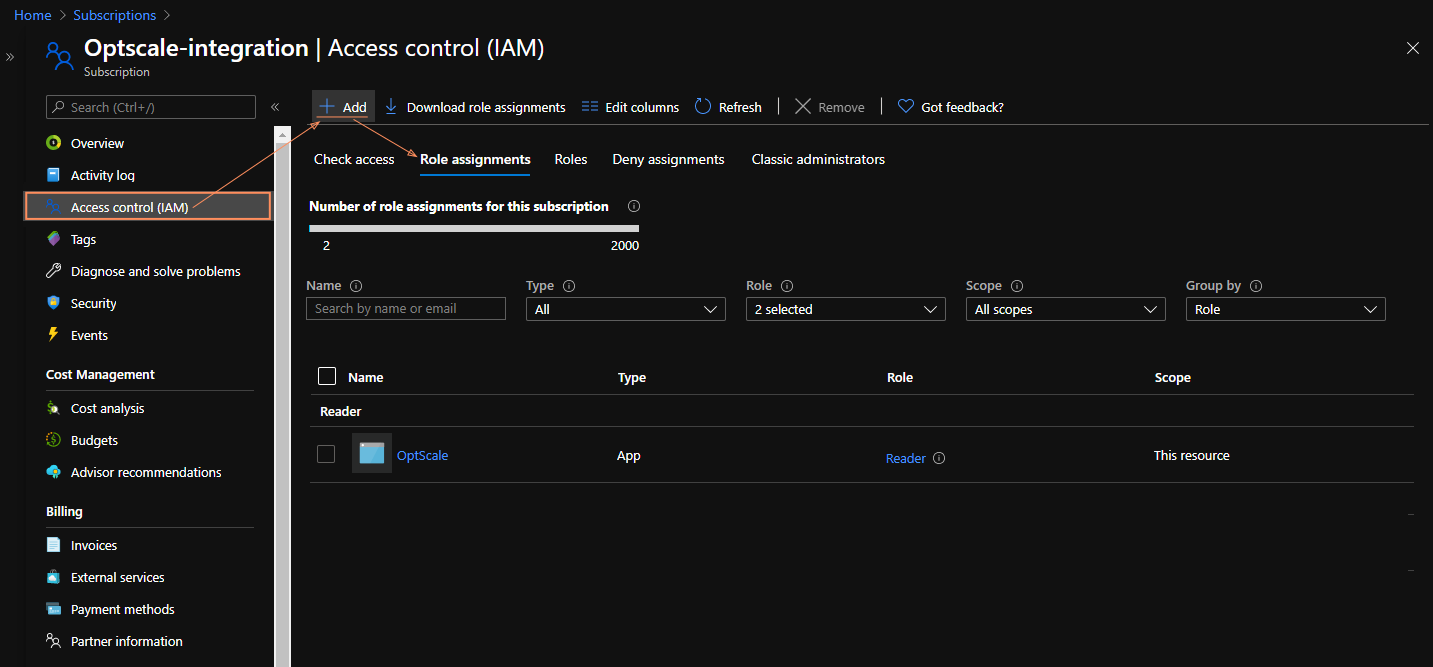 Home > Subscriptions >
Optscale-integration | Access control (IAM)
Subscription
Search (Ctrl+/)
Overview
Activity log
Access control (IAM)
Tags
Diagnose and solve problems
Security
Events
Cost Management
Cost analysis
Budgets
Advisor recommendations
Billing
Invoices
External services
Payment methods
Partner information
Add Download role assignments Edit columns Refresh | Remove | Got feedback?
Check access Role assignments Roles Deny assignments Classic administrators
Number of role assignments for this subscription
2 2000
Name Type Role Scope Group by
Search by name or email All 2 selected All scopes Role
Name Type Role Scope
Reader
OptScale App Reader This resource